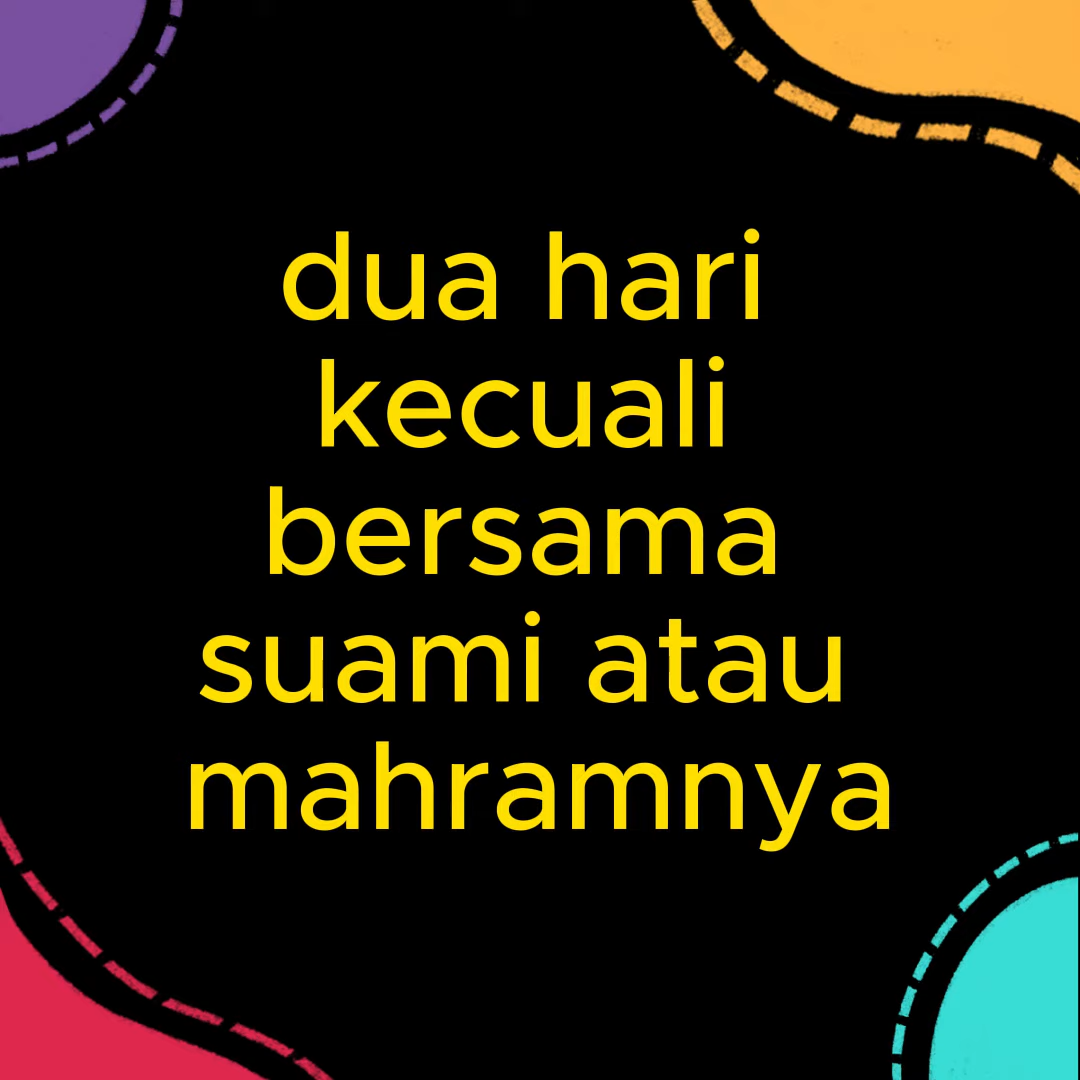 dua hari
kecuali
bersama
suami atau
mahramnya